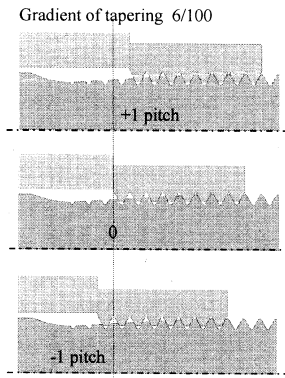 Gradient of tapering 6/100
+1 pitch
0
-1 pitch